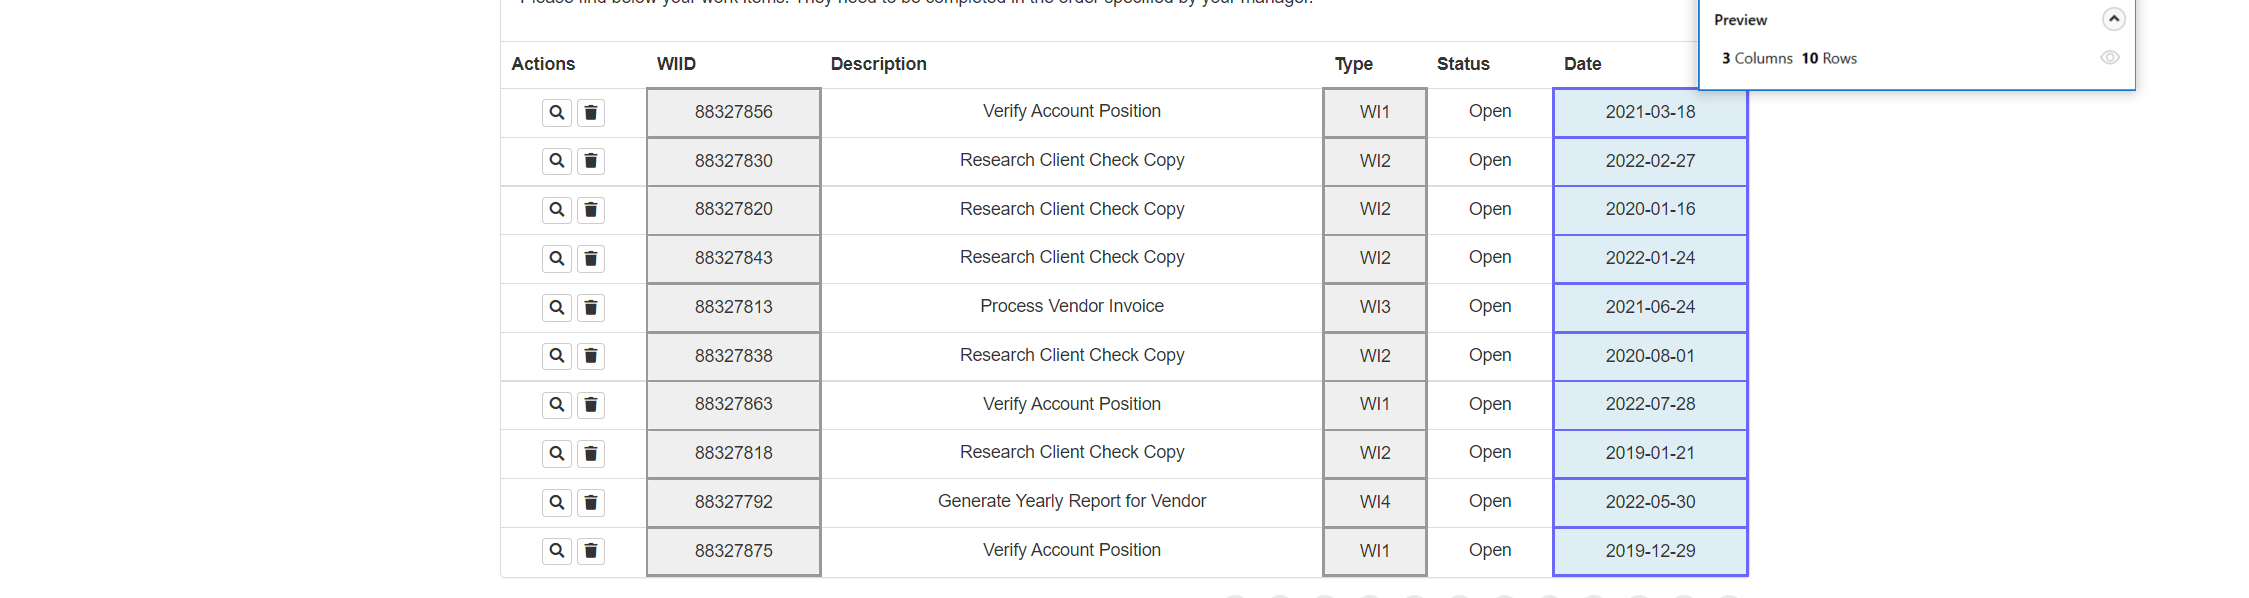 Please find below your work items. They need to be completed in the order specified by your manager.
Preview
3 Columns 10 Rows
Actions WIID Description Type Status Date
88327856 Verify Account Position WI1 Open 2021-03-18
88327830 Research Client Check Copy WI2 Open 2022-02-27
88327820 Research Client Check Copy WI2 Open 2020-01-16
88327843 Research Client Check Copy WI2 Open 2022-01-24
88327813 Process Vendor Invoice WI3 Open 2021-06-24
88327838 Research Client Check Copy WI2 Open 2020-08-01
88327863 Verify Account Position WI1 Open 2022-07-28
88327818 Research Client Check Copy WI2 Open 2019-01-21
88327792 Generate Yearly Report for Vendor WI4 Open 2022-05-30
88327875 Verify Account Position WI1 Open 2019-12-29